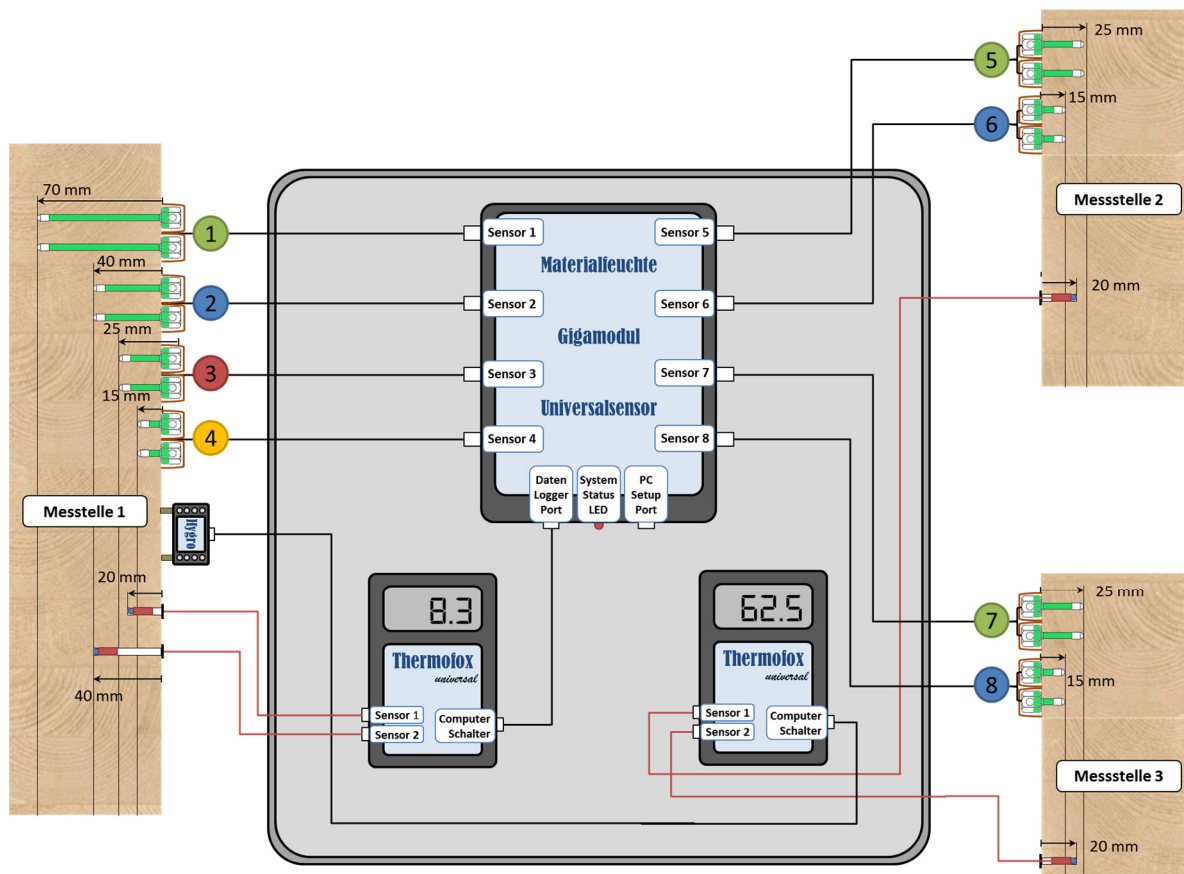 70 mm
1
40 mm
2
25 mm
3
15 mm
4
Messtelle 1
Hygro
20 mm
40 mm
Sensor 1
Sensor 5
Materialfeuchte
Sensor 2
Sensor 6
Gigamodul
Sensor 3
Sensor 7
Universalsensor
Sensor 4
Sensor 8
Daten
Logger
Port
System
Status
LED
PC
Setup
Port
8.3
Thermofox
universal
Sensor 1
Sensor 2
Computer
Schalter
62.5
Thermofox
universal
Sensor 1
Sensor 2
Computer
Schalter
25 mm
5
15 mm
6
Messstelle 2
20 mm
25 mm
7
15 mm
8
Messstelle 3
20 mm